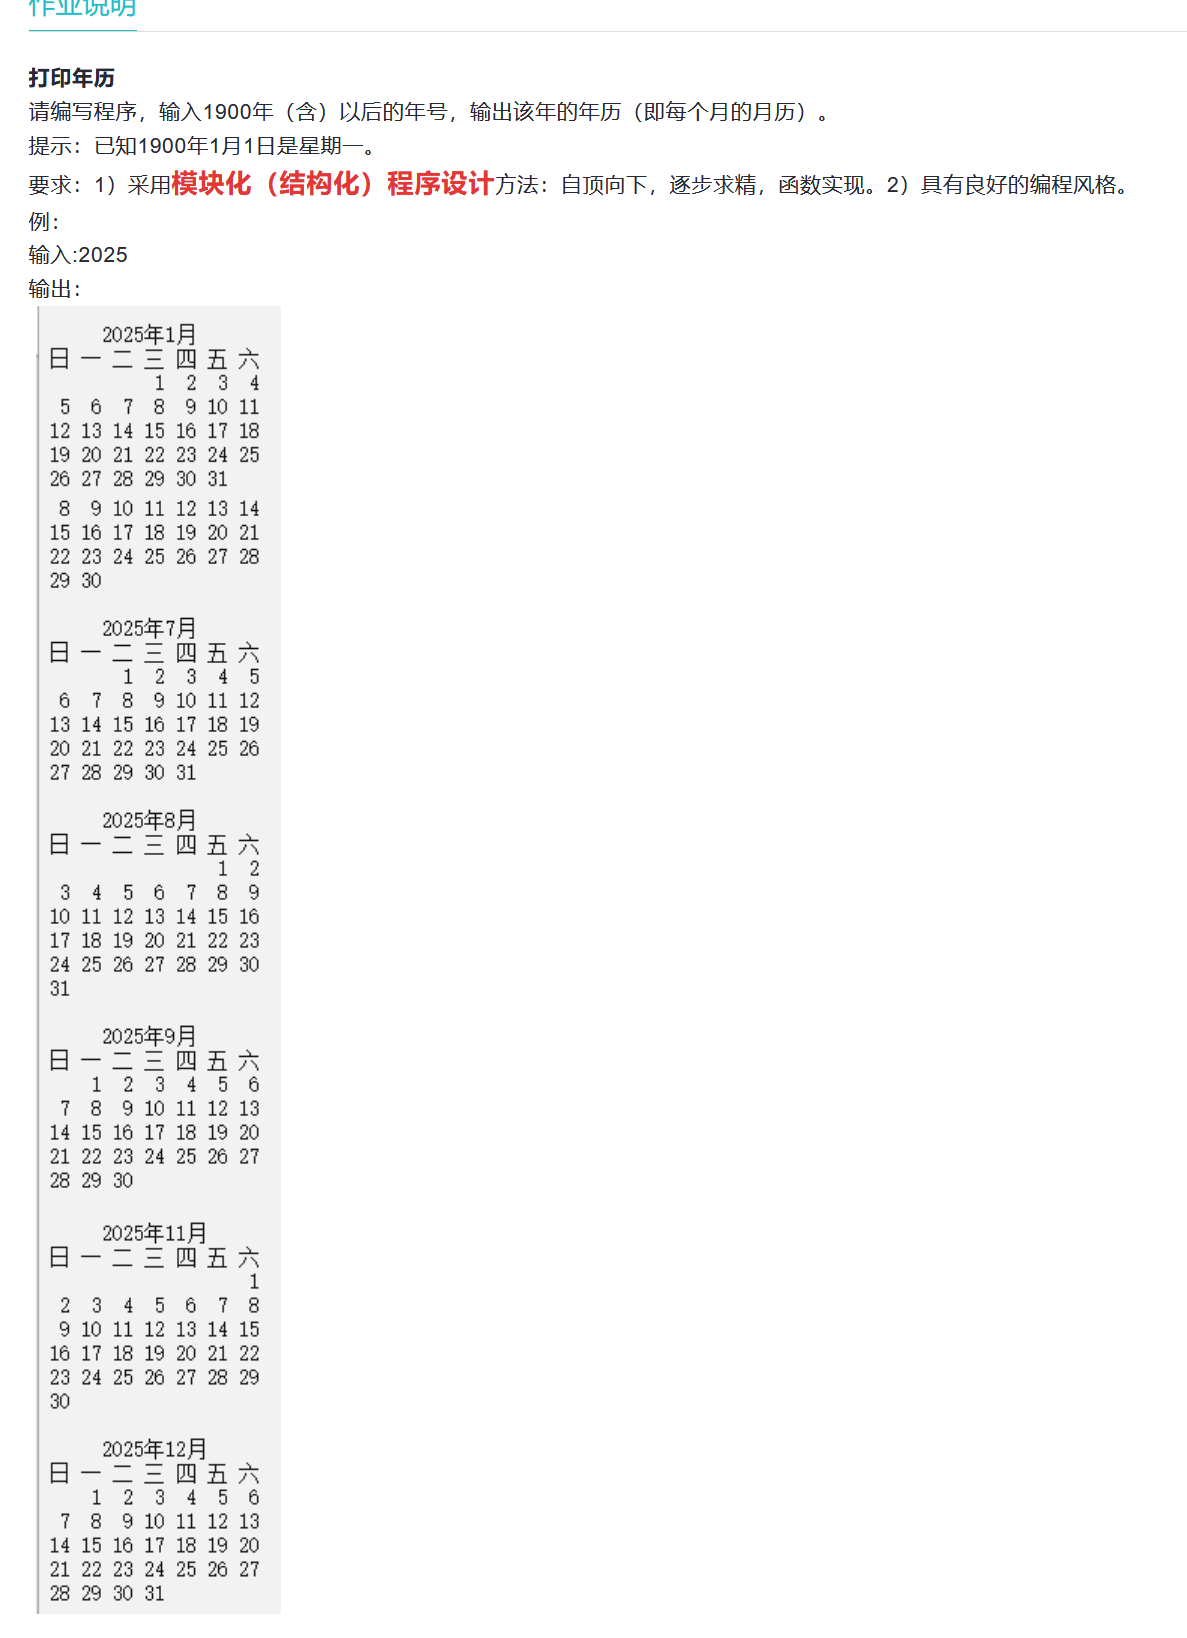 作业说明
打印年历
请编写程序，输入1900年（含）以后的年号，输出该年的年历（即每个月的月历）。
提示：已知1900年1月1日是星期一。
要求：1）采用模块化（结构化）程序设计方法：自顶向下，逐步求精，函数实现。2）具有良好的编程风格。
例：
输入:2025
输出：
2025年1月
日 一 二 三 四 五 六
1 2 3 4
5 6 7 8 9 10 11
12 13 14 15 16 17 18
19 20 21 22 23 24 25
26 27 28 29 30 31
8 9 10 11 12 13 14
15 16 17 18 19 20 21
22 23 24 25 26 27 28
29 30
2025年7月
日 一 二 三 四 五 六
1 2 3 4 5
6 7 8 9 10 11 12
13 14 15 16 17 18 19
20 21 22 23 24 25 26
27 28 29 30 31
2025年8月
日 一 二 三 四 五 六
1 2
3 4 5 6 7 8 9
10 11 12 13 14 15 16
17 18 19 20 21 22 23
24 25 26 27 28 29 30
31
2025年9月
日 一 二 三 四 五 六
1 2 3 4 5 6
7 8 9 10 11 12 13
14 15 16 17 18 19 20
21 22 23 24 25 26 27
28 29 30
2025年11月
日 一 二 三 四 五 六
1
2 3 4 5 6 7 8
9 10 11 12 13 14 15
16 17 18 19 20 21 22
23 24 25 26 27 28 29
30
2025年12月
日 一 二 三 四 五 六
1 2 3 4 5 6
7 8 9 10 11 12 13
14 15 16 17 18 19 20
21 22 23 24 25 26 27
28 29 30 31